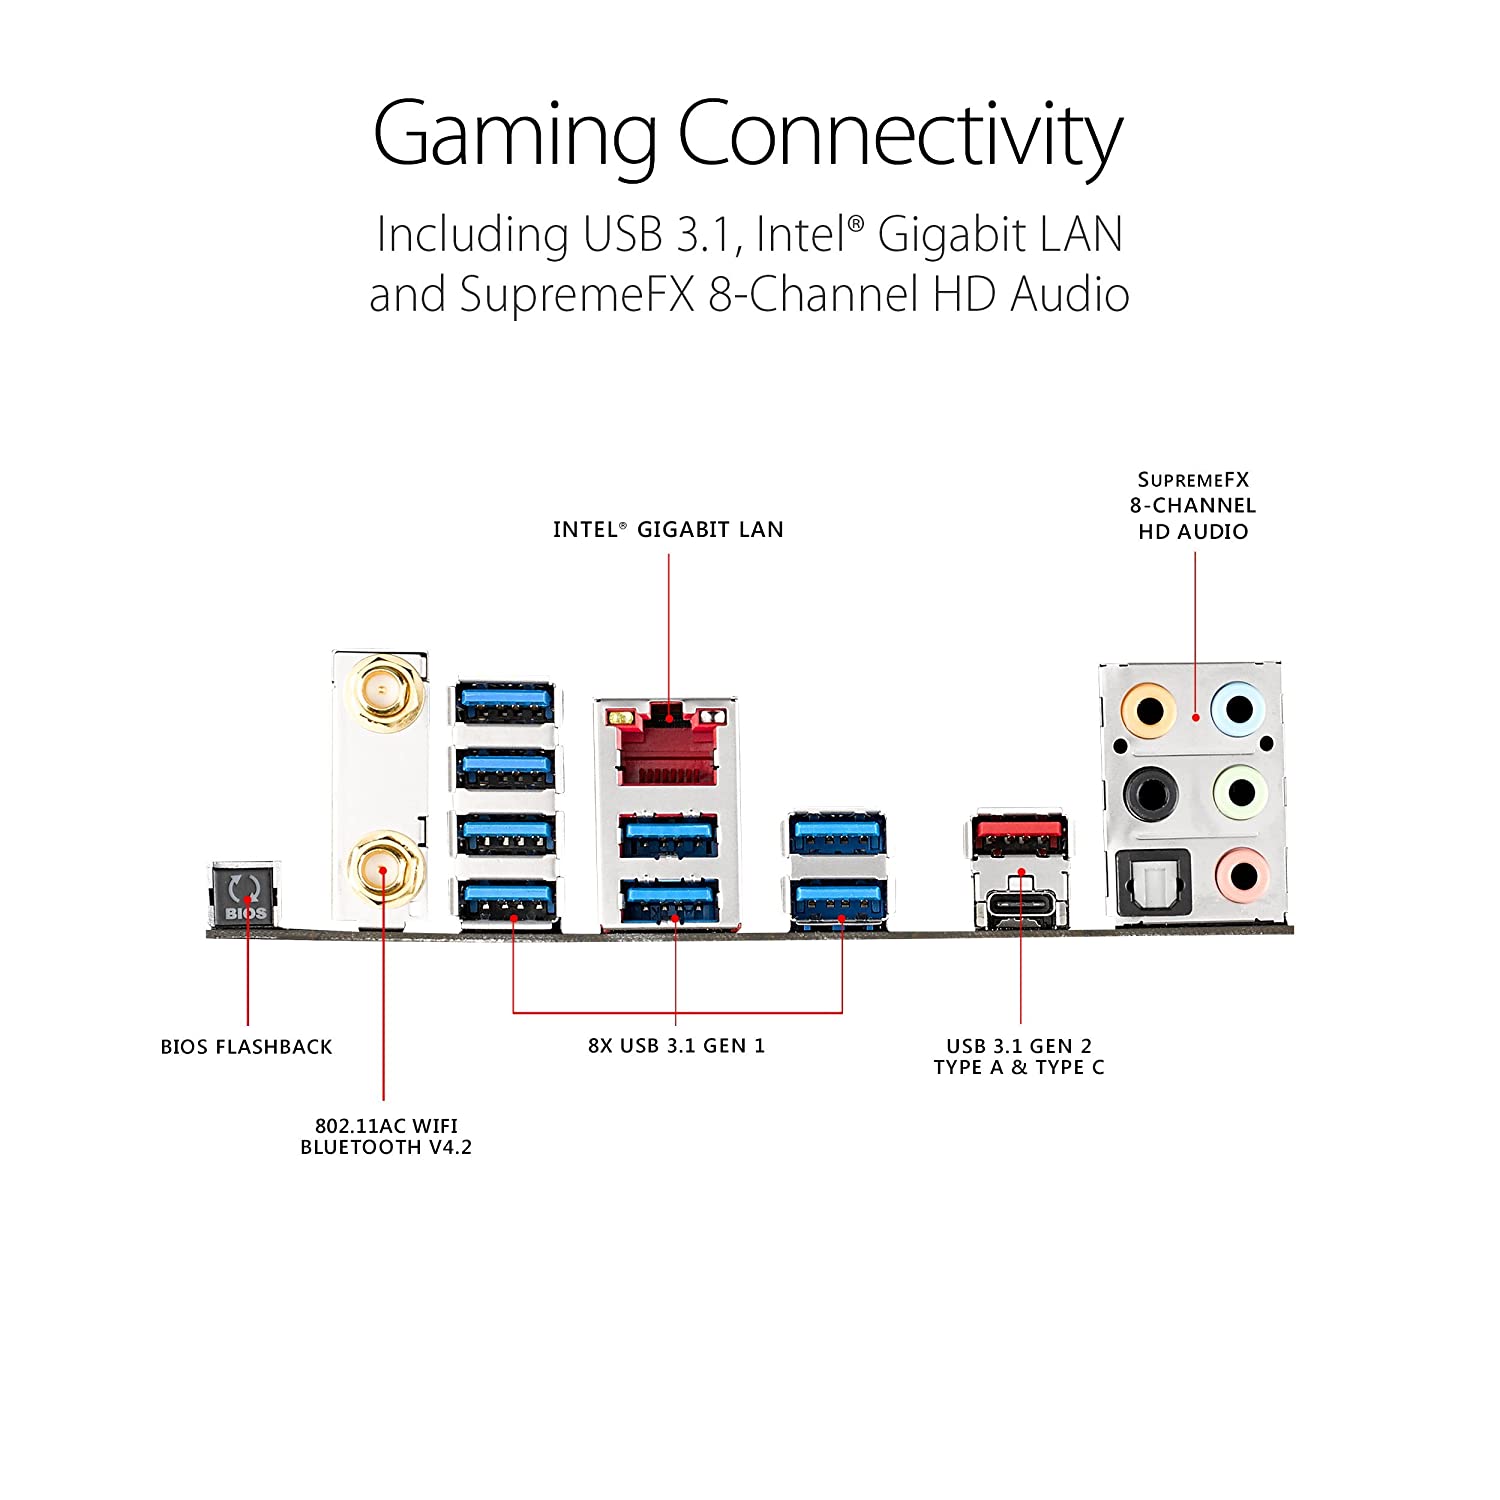 Gaming Connectivity
Including USB 3.1, Intel® Gigabit LAN
and SupremeFX 8-Channel HD Audio
SUPREMEFX
8-CHANNEL
HD AUDIO
INTEL® GIGABIT LAN
BIOS
BIOS FLASHBACK
8X USB 3.1 GEN 1
USB 3.1 GEN 2
TYPE A & TYPE C
802.11AC WIFI
BLUETOOTH V4.2